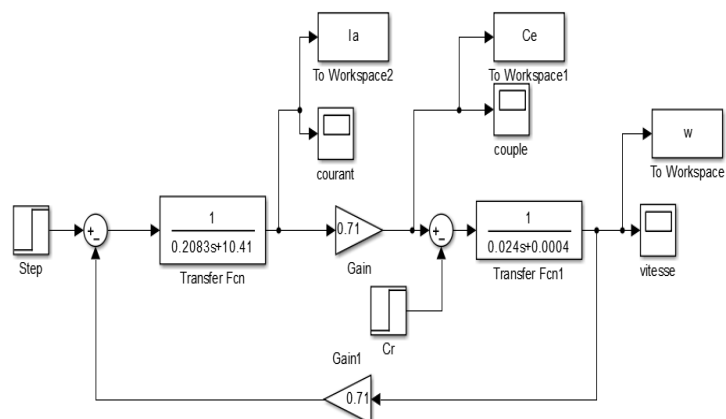 Ia
To Workspace2
Ce
To Workspace1
courant
couple
w
To Workspace
Step
+
−
1
0.2083s+10.41
Transfer Fcn
0.71
Gain
+
−
1
0.024s+0.0004
Transfer Fcn1
vitesse
Cr
Gain1
0.71